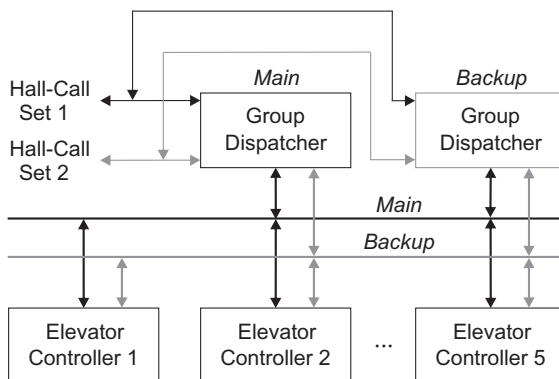 Main
Backup
Hall-Call
Set 1
Group
Dispatcher
Group
Dispatcher
Hall-Call
Set 2
Main
Backup
Elevator
Controller 1
Elevator
Controller 2
...
Elevator
Controller 5